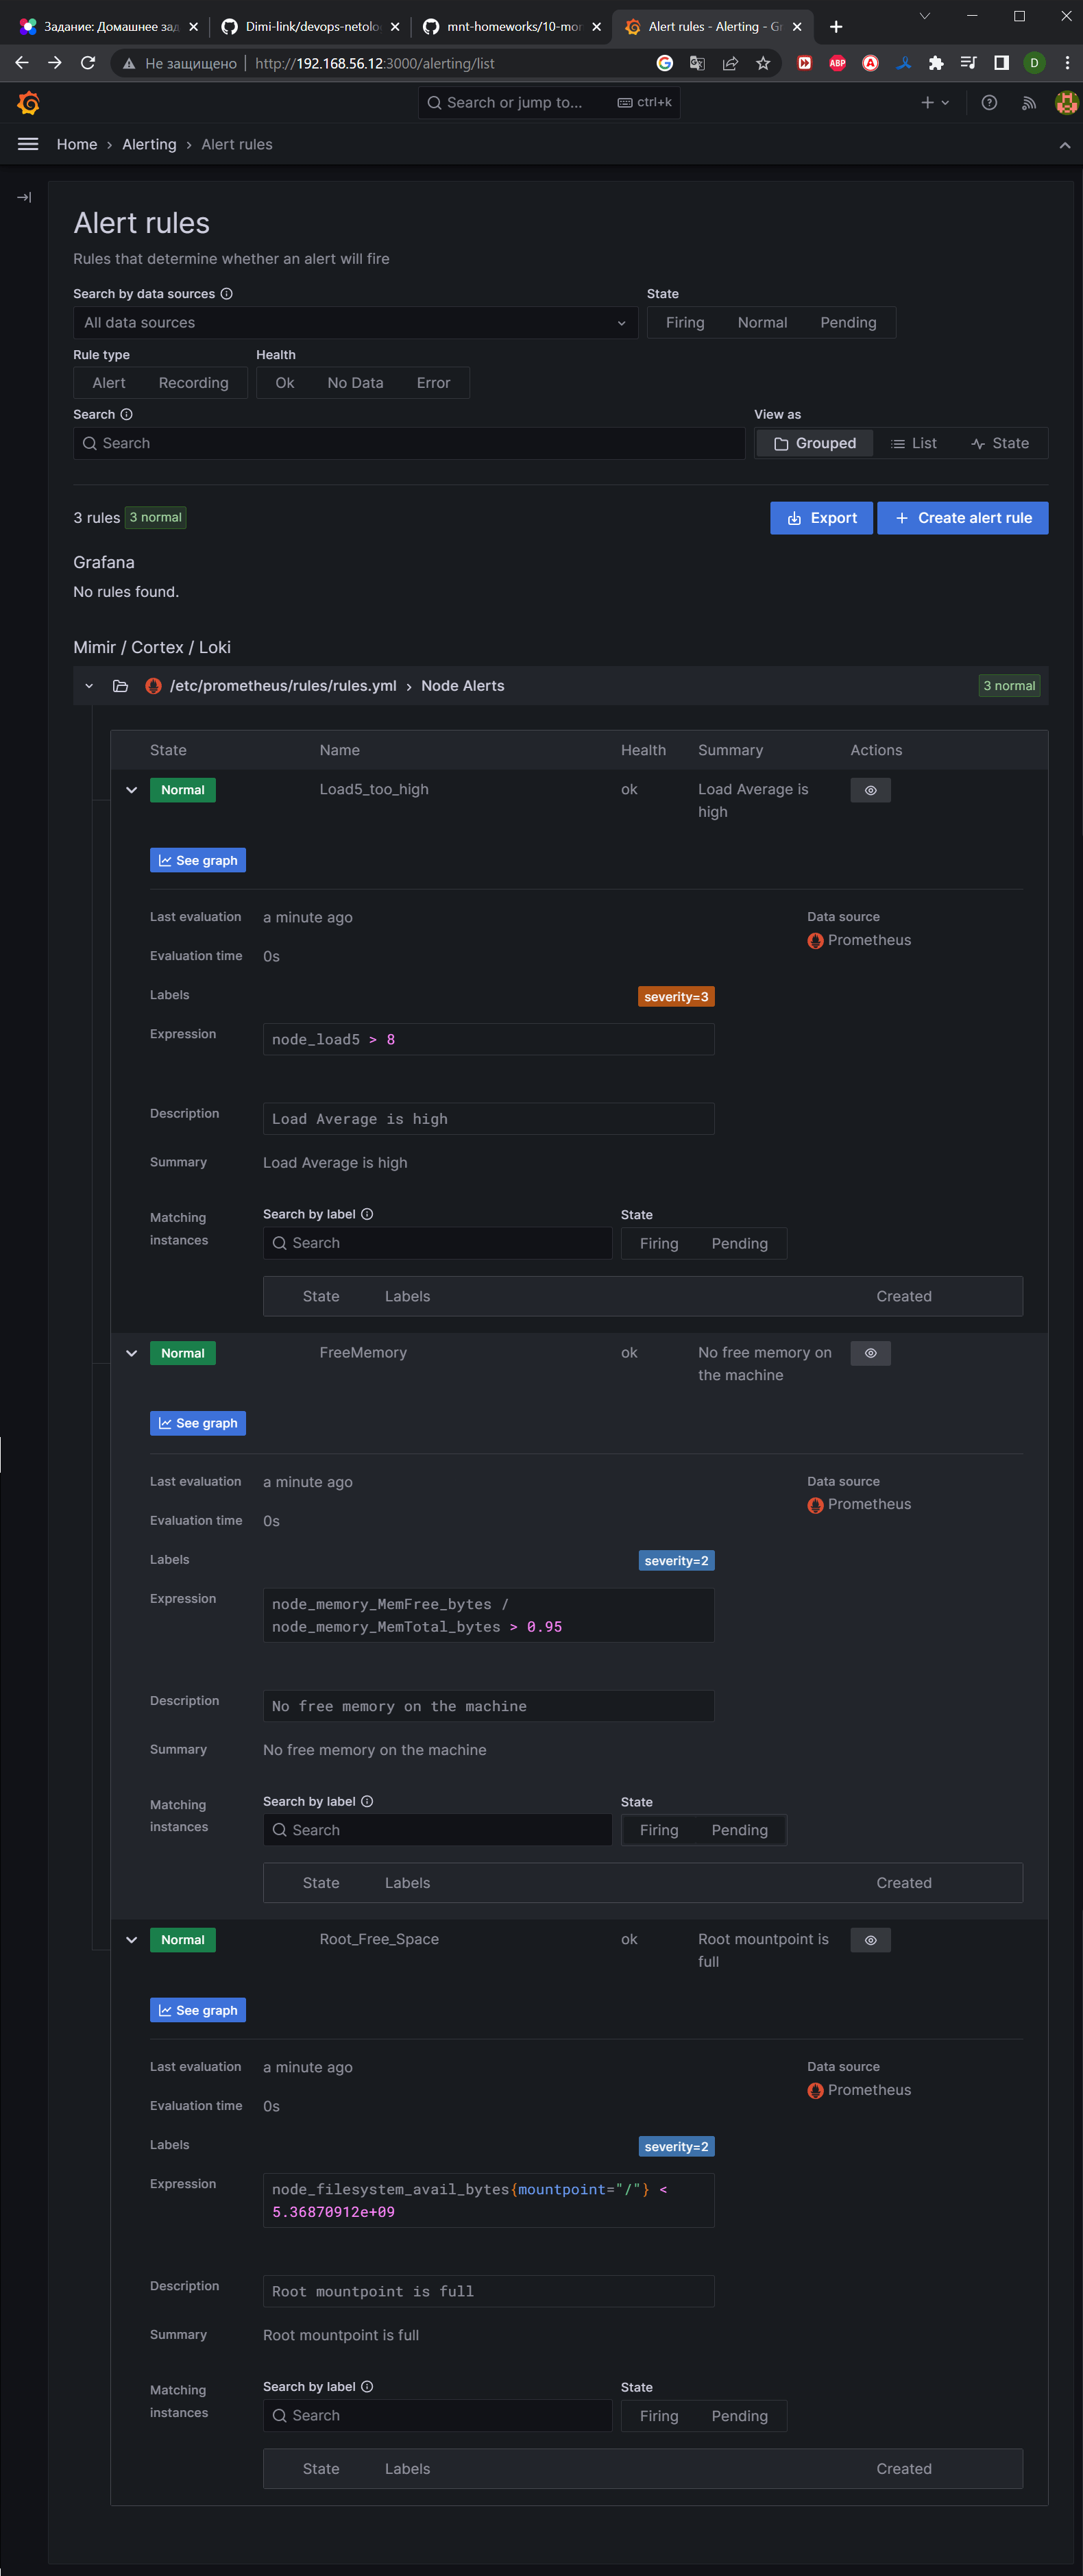 Задание: Домашнее зад
Dimi-link/devops-netolo
mnt-homeworks/10-mon
Alert rules - Alerting - Gr
Не защищено | http://192.168.56.12:3000/alerting/list
ABP
A
D
Search or jump to... ctrl+k
Home › Alerting › Alert rules
Alert rules
Rules that determine whether an alert will fire
Search by data sources State
All data sources Firing Normal Pending
Rule type Health
Alert Recording Ok No Data Error
Search View as
Search Grouped List State
3 rules 3 normal Export + Create alert rule
Grafana
No rules found.
Mimir / Cortex / Loki
/etc/prometheus/rules/rules.yml › Node Alerts 3 normal
State Name Health Summary Actions
Normal Load5_too_high ok Load Average is
high
See graph
Last evaluation a minute ago Data source
Prometheus
Evaluation time 0s
Labels severity=3
Expression node_load5 > 8
Description Load Average is high
Summary Load Average is high
Matching
instances
Search by label State
Search Firing Pending
State Labels Created
Normal FreeMemory ok No free memory on
the machine
See graph
Last evaluation a minute ago Data source
Prometheus
Evaluation time 0s
Labels severity=2
Expression node_memory_MemFree_bytes /
node_memory_MemTotal_bytes > 0.95
Description No free memory on the machine
Summary No free memory on the machine
Matching
instances
Search by label State
Search Firing Pending
State Labels Created
Normal Root_Free_Space ok Root mountpoint is
full
See graph
Last evaluation a minute ago Data source
Prometheus
Evaluation time 0s
Labels severity=2
Expression node_filesystem_avail_bytes{mountpoint="/"} <
5.36870912e+09
Description Root mountpoint is full
Summary Root mountpoint is full
Matching
instances
Search by label State
Search Firing Pending
State Labels Created